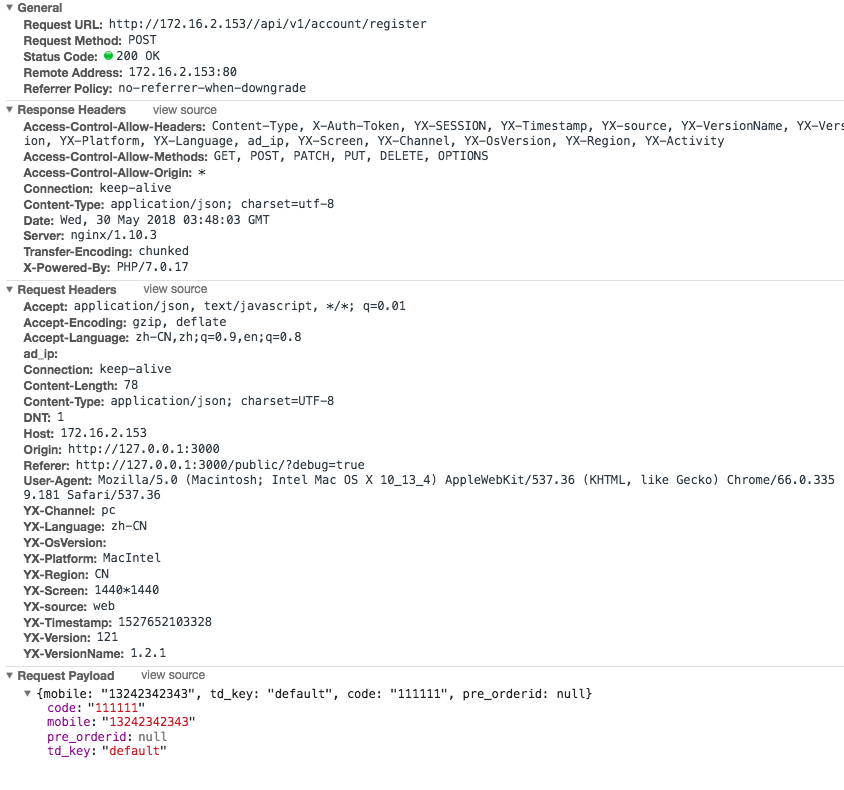 ▼ General
Request URL: http://172.16.2.153//api/v1/account/register
Request Method: POST
Status Code: 200 OK
Remote Address: 172.16.2.153:80
Referrer Policy: no-referrer-when-downgrade
▼ Response Headers view source
Access-Control-Allow-Headers: Content-Type, X-Auth-Token, YX-SESSION, YX-Timestamp, YX-source, YX-VersionName, YX-Vers
ion, YX-Platform, YX-Language, ad_ip, YX-Screen, YX-Channel, YX-OsVersion, YX-Region, YX-Activity
Access-Control-Allow-Methods: GET, POST, PATCH, PUT, DELETE, OPTIONS
Access-Control-Allow-Origin: *
Connection: keep-alive
Content-Type: application/json; charset=utf-8
Date: Wed, 30 May 2018 03:48:03 GMT
Server: nginx/1.10.3
Transfer-Encoding: chunked
X-Powered-By: PHP/7.0.17
▼ Request Headers view source
Accept: application/json, text/javascript, */*; q=0.01
Accept-Encoding: gzip, deflate
Accept-Language: zh-CN,zh;q=0.9,en;q=0.8
ad_ip:
Connection: keep-alive
Content-Length: 78
Content-Type: application/json; charset=UTF-8
DNT: 1
Host: 172.16.2.153
Origin: http://127.0.0.1:3000
Referer: http://127.0.0.1:3000/public/?debug=true
User-Agent: Mozilla/5.0 (Macintosh; Intel Mac OS X 10_13_4) AppleWebKit/537.36 (KHTML, like Gecko) Chrome/66.0.335
9.181 Safari/537.36
YX-Channel: pc
YX-Language: zh-CN
YX-OsVersion:
YX-Platform: MacIntel
YX-Region: CN
YX-Screen: 1440*1440
YX-source: web
YX-Timestamp: 1527652103328
YX-Version: 121
YX-VersionName: 1.2.1
▼ Request Payload view source
▼ {mobile: "13242342343", td_key: "default", code: "111111", pre_orderid: null}
code: "111111"
mobile: "13242342343"
pre_orderid: null
td_key: "default"